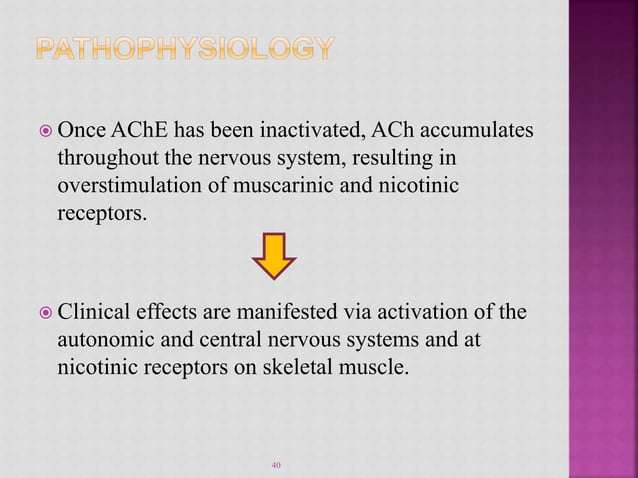 PATHOPHYSIOLOGY
Once AChE has been inactivated, ACh accumulates
throughout the nervous system, resulting in
overstimulation of muscarinic and nicotinic
receptors.
Clinical effects are manifested via activation of the
autonomic and central nervous systems and at
nicotinic receptors on skeletal muscle.
40